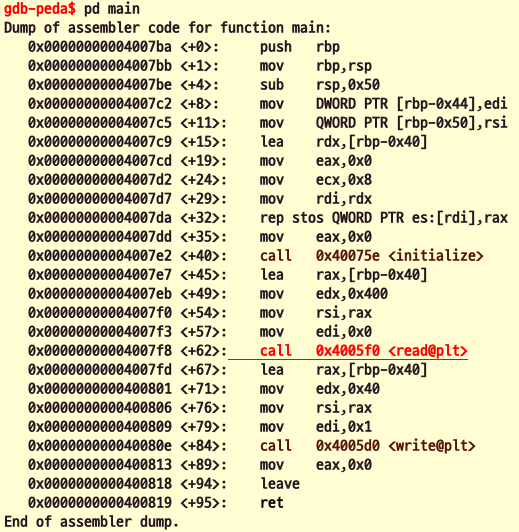 gdb-peda$ pd main
Dump of assembler code for function main:
0x00000000004007ba <+0>: push rbp
0x00000000004007bb <+1>: mov rbp,rsp
0x00000000004007be <+4>: sub rsp,0x50
0x00000000004007c2 <+8>: mov DWORD PTR [rbp-0x44],edi
0x00000000004007c5 <+11>: mov QWORD PTR [rbp-0x50],rsi
0x00000000004007c9 <+15>: lea rdx,[rbp-0x40]
0x00000000004007cd <+19>: mov eax,0x0
0x00000000004007d2 <+24>: mov ecx,0x8
0x00000000004007d7 <+29>: mov rdi,rdx
0x00000000004007da <+32>: rep stos QWORD PTR es:[rdi],rax
0x00000000004007dd <+35>: mov eax,0x0
0x00000000004007e2 <+40>: call 0x40075e <initialize>
0x00000000004007e7 <+45>: lea rax,[rbp-0x40]
0x00000000004007eb <+49>: mov edx,0x400
0x00000000004007f0 <+54>: mov rsi,rax
0x00000000004007f3 <+57>: mov edi,0x0
0x00000000004007f8 <+62>: call 0x4005f0 <read@plt>
0x00000000004007fd <+67>: lea rax,[rbp-0x40]
0x0000000000400801 <+71>: mov edx,0x40
0x0000000000400806 <+76>: mov rsi,rax
0x0000000000400809 <+79>: mov edi,0x1
0x000000000040080e <+84>: call 0x4005d0 <write@plt>
0x0000000000400813 <+89>: mov eax,0x0
0x0000000000400818 <+94>: leave
0x0000000000400819 <+95>: ret
End of assembler dump.